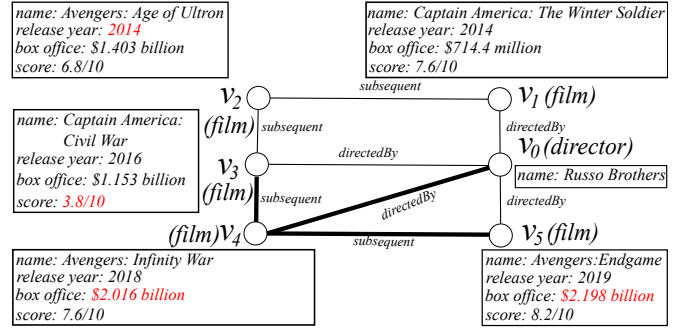 name: Avengers: Age of Ultron
release year: 2014
box office: $1.403 billion
score: 6.8/10
name: Captain America: The Winter Soldier
release year: 2014
box office: $714.4 million
score: 7.6/10
subsequent
v2
(film)
v1 (film)
subsequent
directedBy
name: Captain America:
Civil War
release year: 2016
box office: $1.153 billion
score: 3.8/10
v3
(film)
directedBy
v0 (director)
name: Russo Brothers
subsequent
directedBy
directedBy
(film) v4
subsequent
v5 (film)
name: Avengers: Infinity War
release year: 2018
box office: $2.016 billion
score: 7.6/10
name: Avengers:Endgame
release year: 2019
box office: $2.198 billion
score: 8.2/10